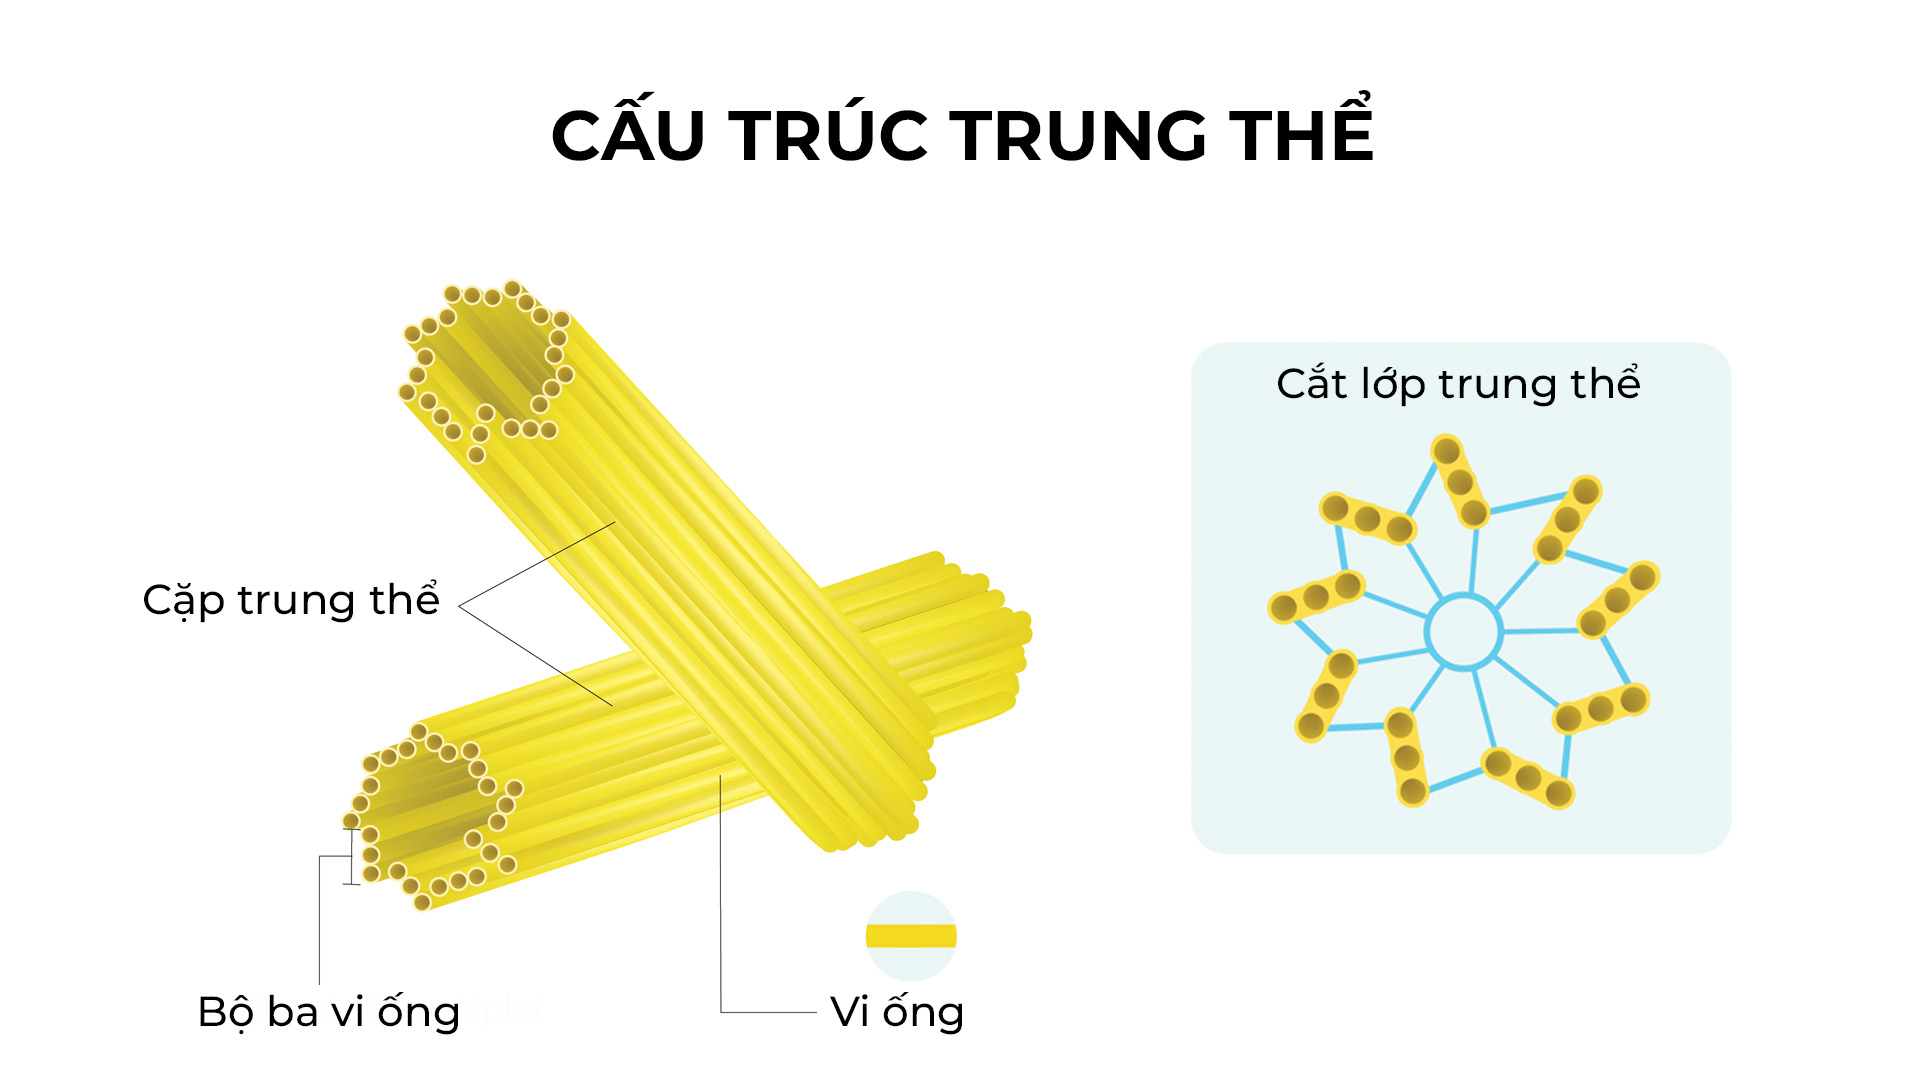 CẤU TRÚC TRUNG THỂ
Cắt lớp trung thể
Cặp trung thể
Bộ ba vi ống
Vi ống